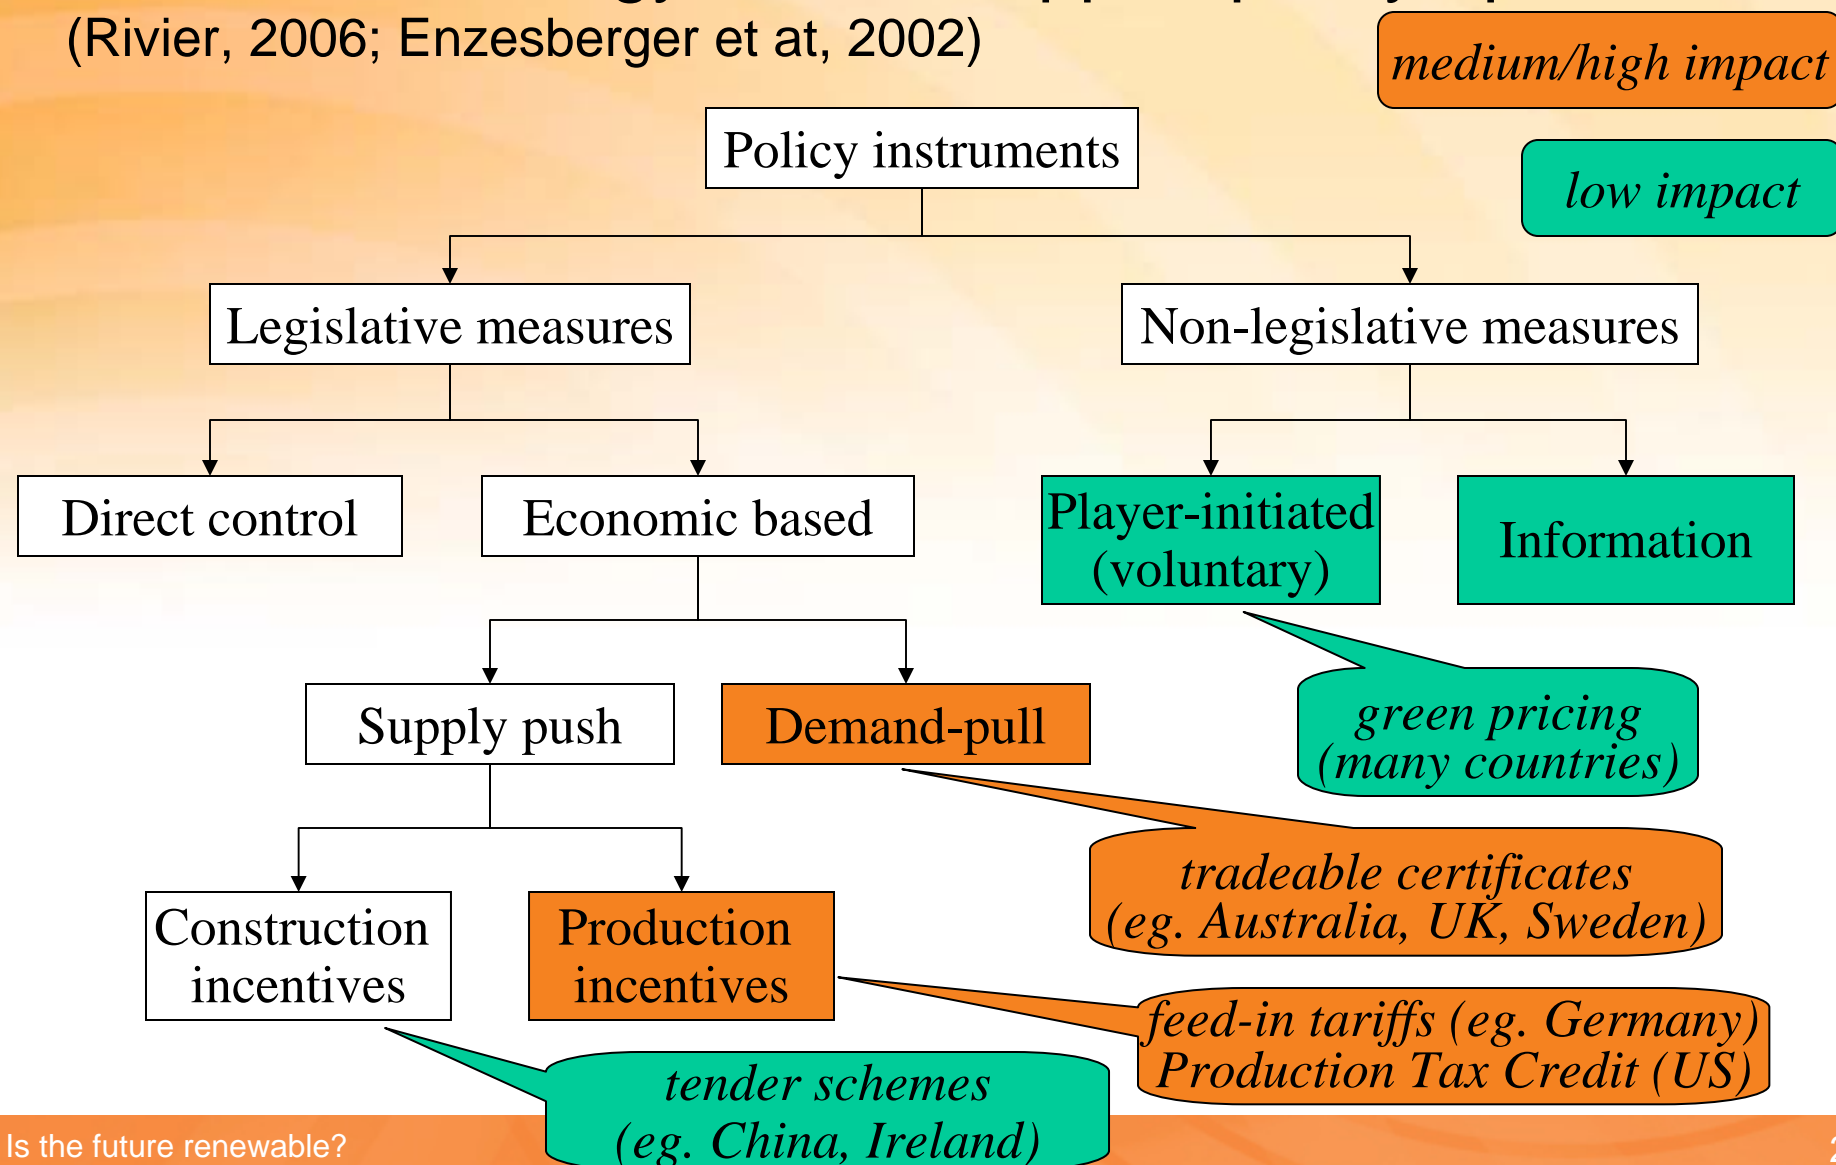 (Rivier, 2006; Enzesberger et at, 2002)
medium/high impact
low impact
Policy instruments
Legislative measures
Non-legislative measures
Direct control
Economic based
Player-initiated
(voluntary)
Information
Supply push
Demand-pull
green pricing
(many countries)
tradeable certificates
(eg. Australia, UK, Sweden)
Construction
incentives
Production
incentives
feed-in tariffs (eg. Germany)
Production Tax Credit (US)
tender schemes
(eg. China, Ireland)
Is the future renewable?